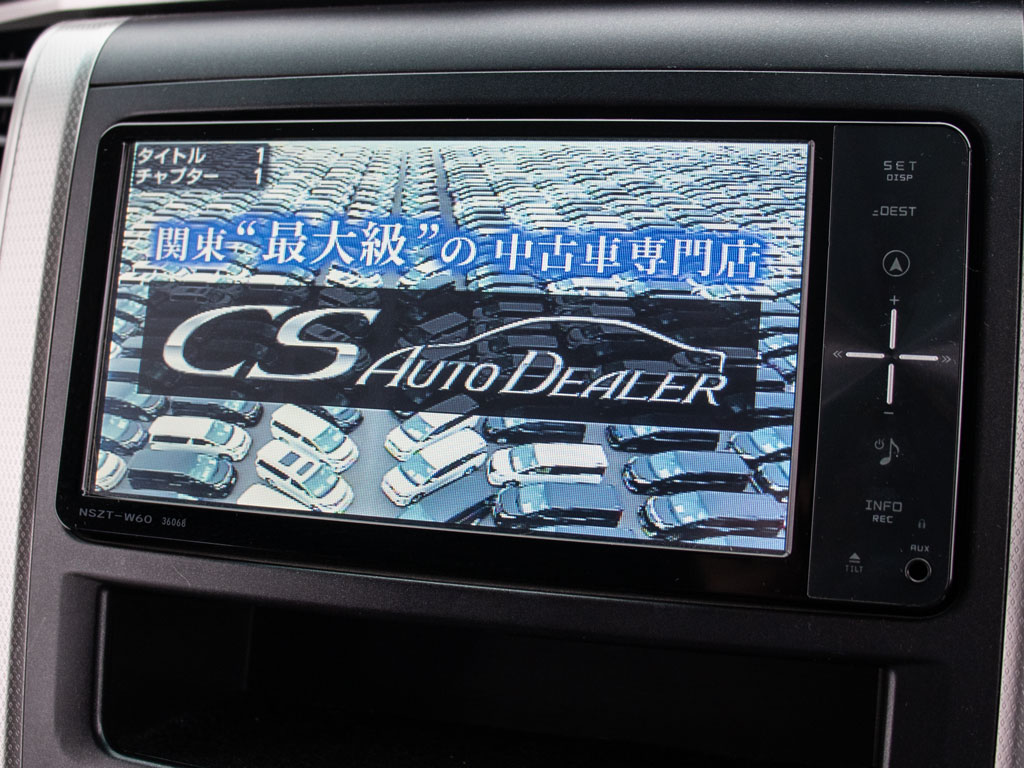 タイトル 1
チャプター 1
関東“最大級”の 中古車専門店
CS AUTO DEALER
NSZT-W60 36068
SET
DISP
DEST
+
−
INFO
REC
AUX
TILT